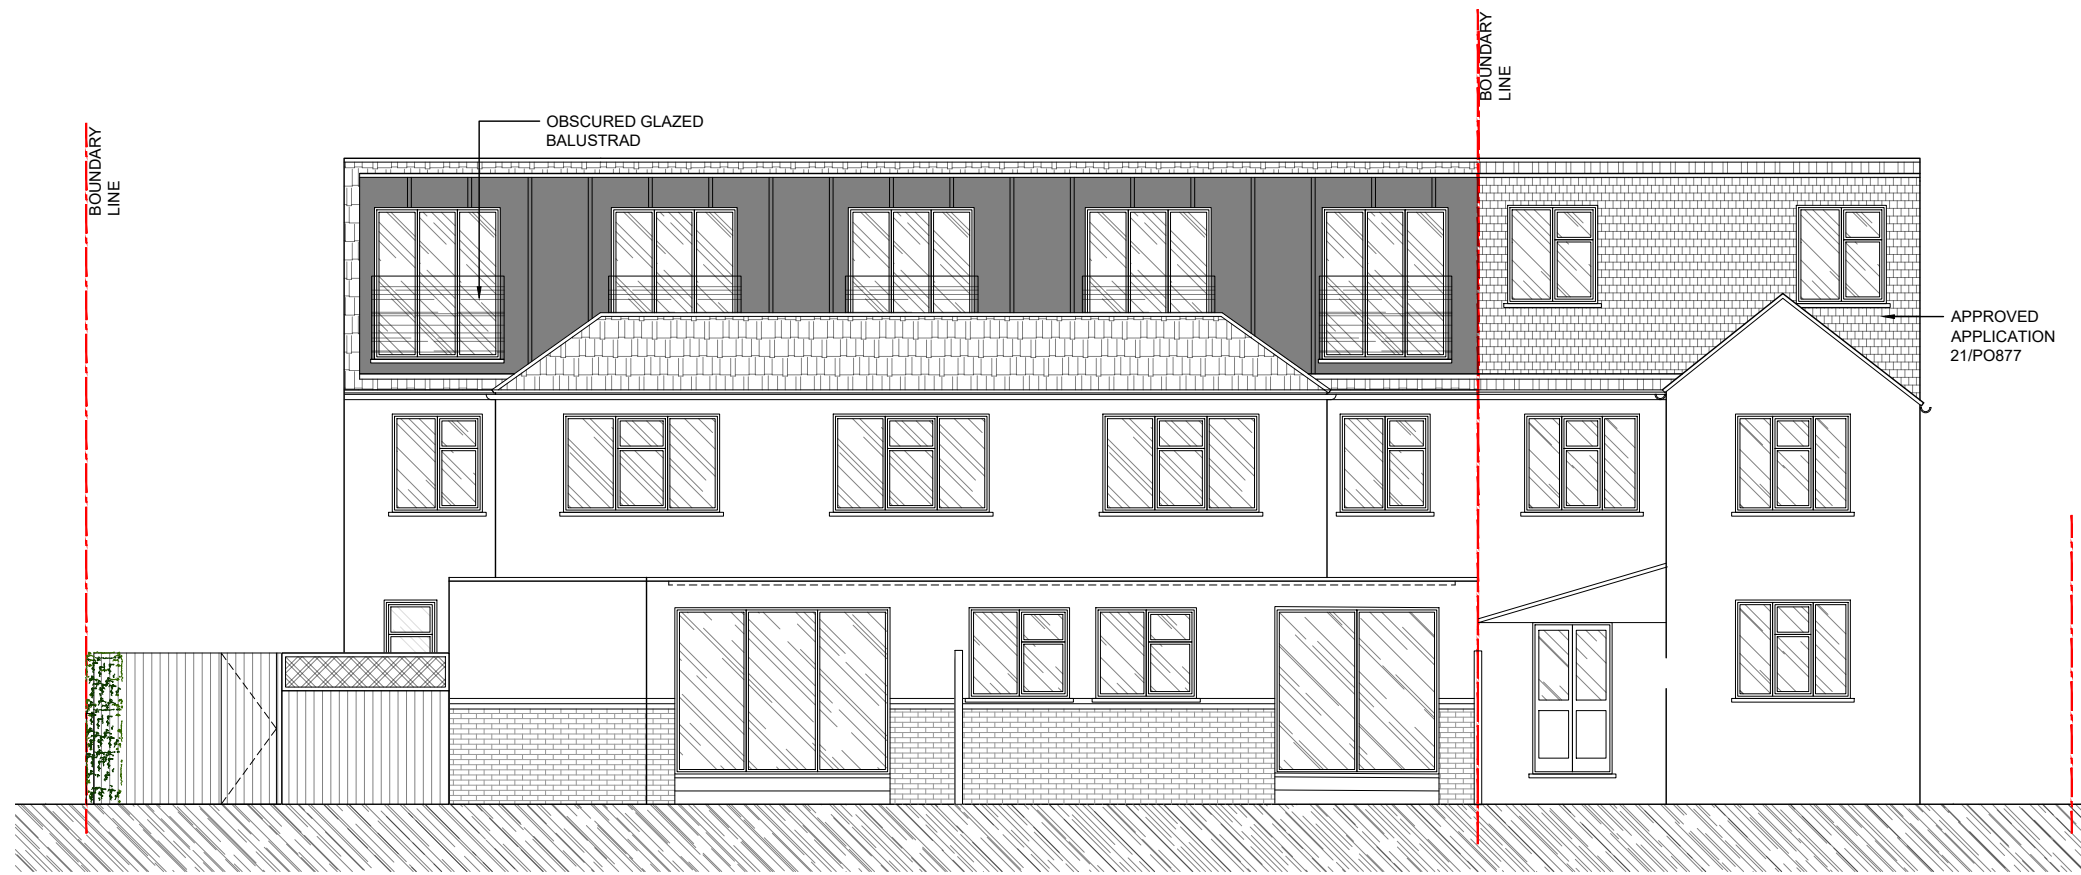 BOUNDARY
LINE
OBSCURED GLAZED
BALUSTRAD
BOUNDARY
LINE
APPROVED
APPLICATION
21/PO877